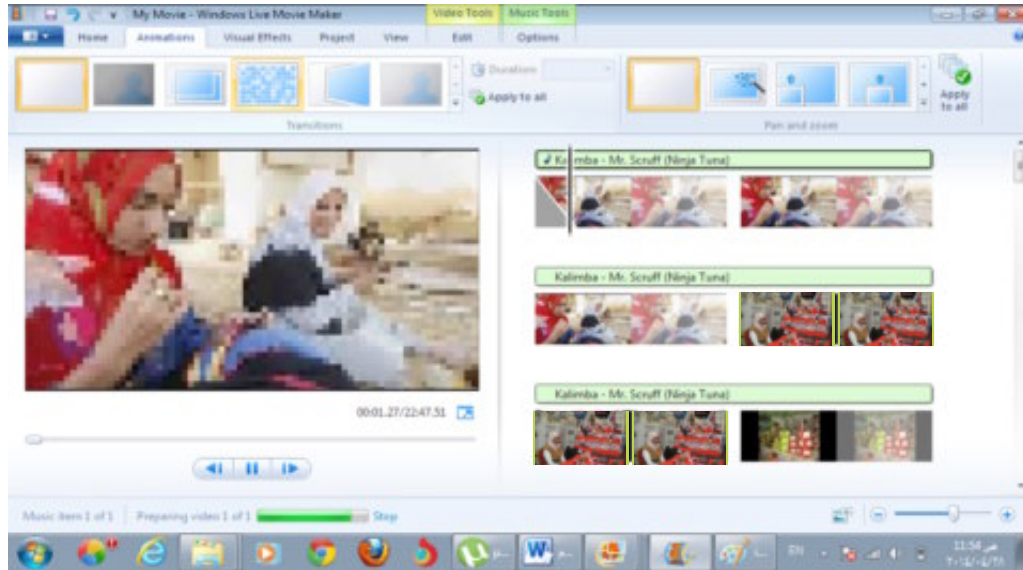 My Movie - Windows Live Movie Maker
Video Tools
Music Tools
Home
Animations
Visual Effects
Project
View
Edit
Options
Duration:
Apply to all
Apply
to all
Transitions
Pan and zoom
Kalimba - Mr. Scruff (Ninja Tuna)
Kalimba - Mr. Scruff (Ninja Tuna)
00:01.27/22:47.51
Kalimba - Mr. Scruff (Ninja Tuna)
Music item 1 of 1
Preparing video 1 of 1
Stop
EN
11:54 ص